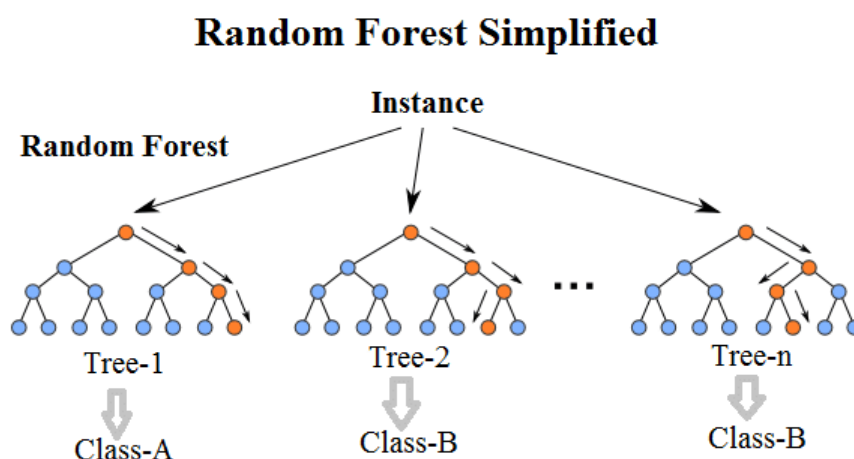 Random Forest Simplified
Instance
Random Forest
...
Tree-1 Tree-2 Tree-n
Class-A Class-B Class-B